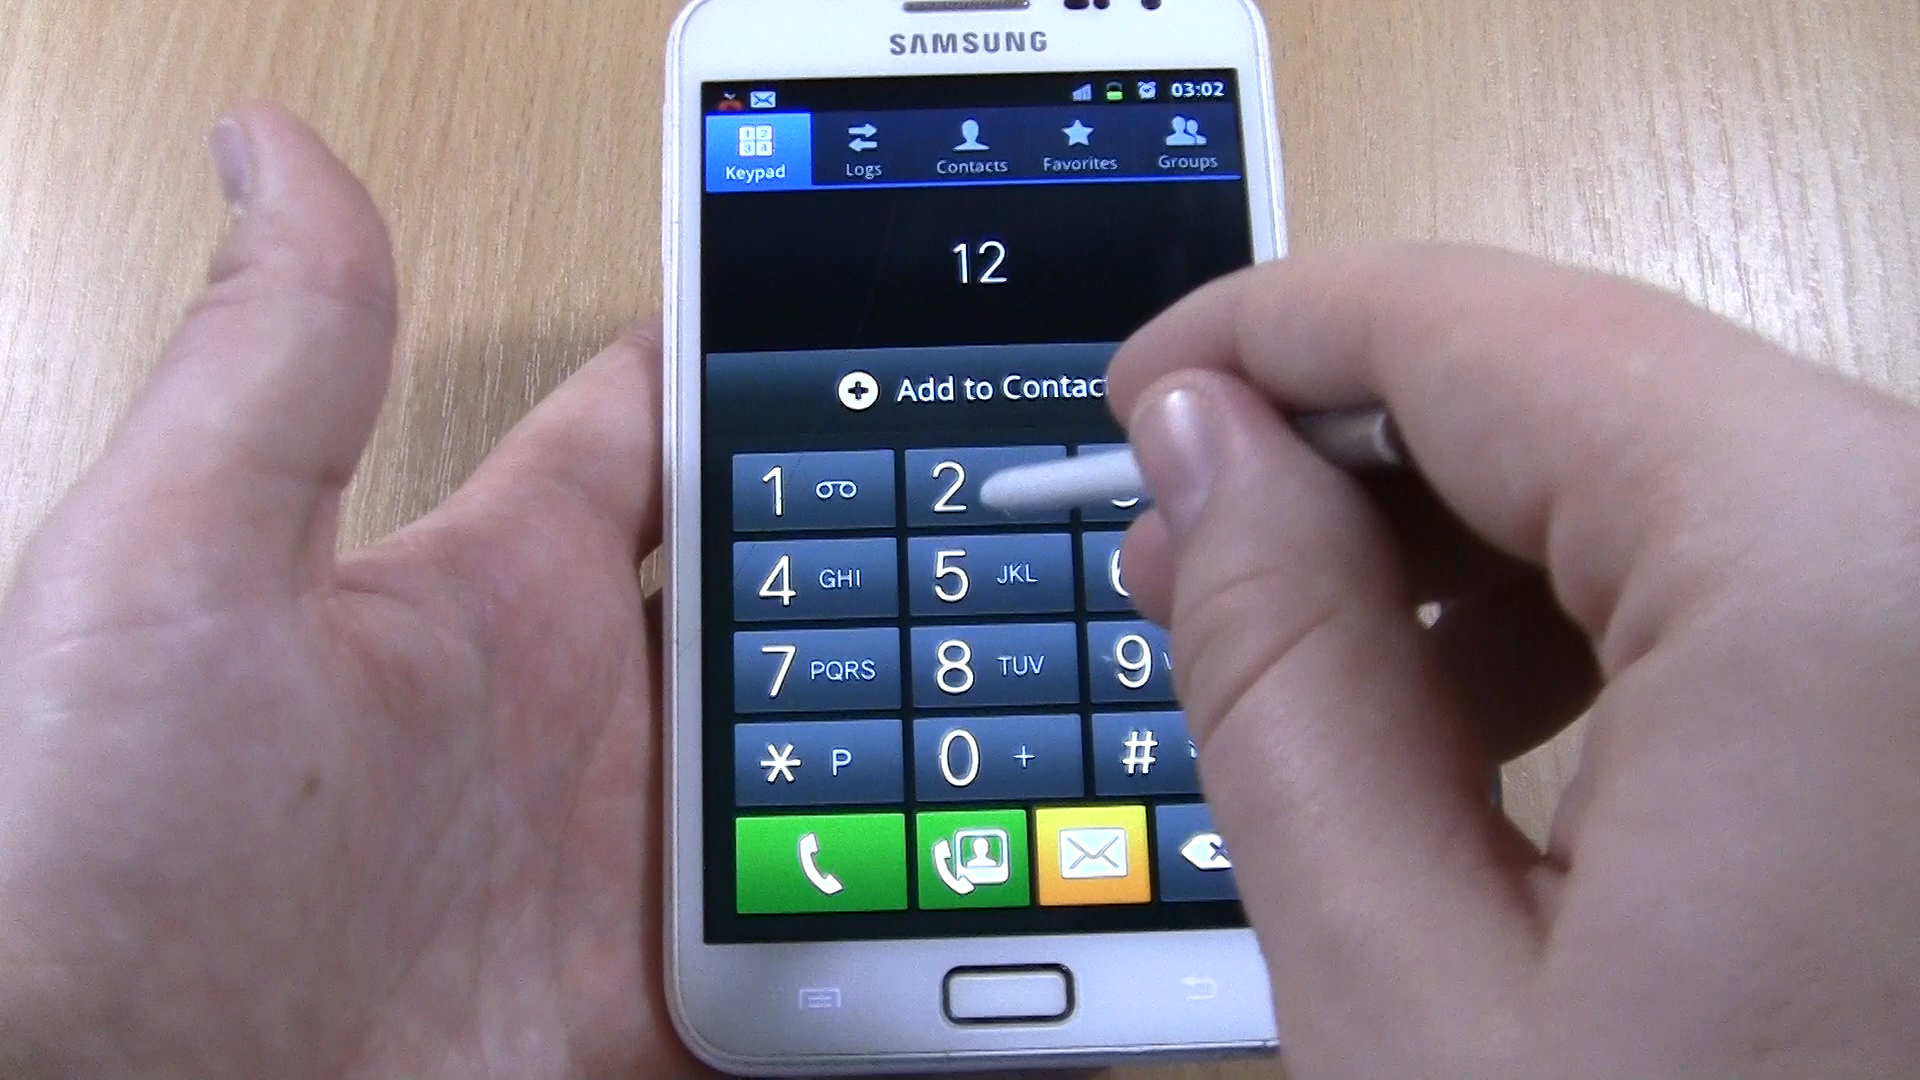 SAMSUNG
03:02
Keypad Logs Contacts Favorites Groups
12
Add to
1 2
4 GHI 5 JKL
7 PQRS 8 TUV 9
* P 0 + #